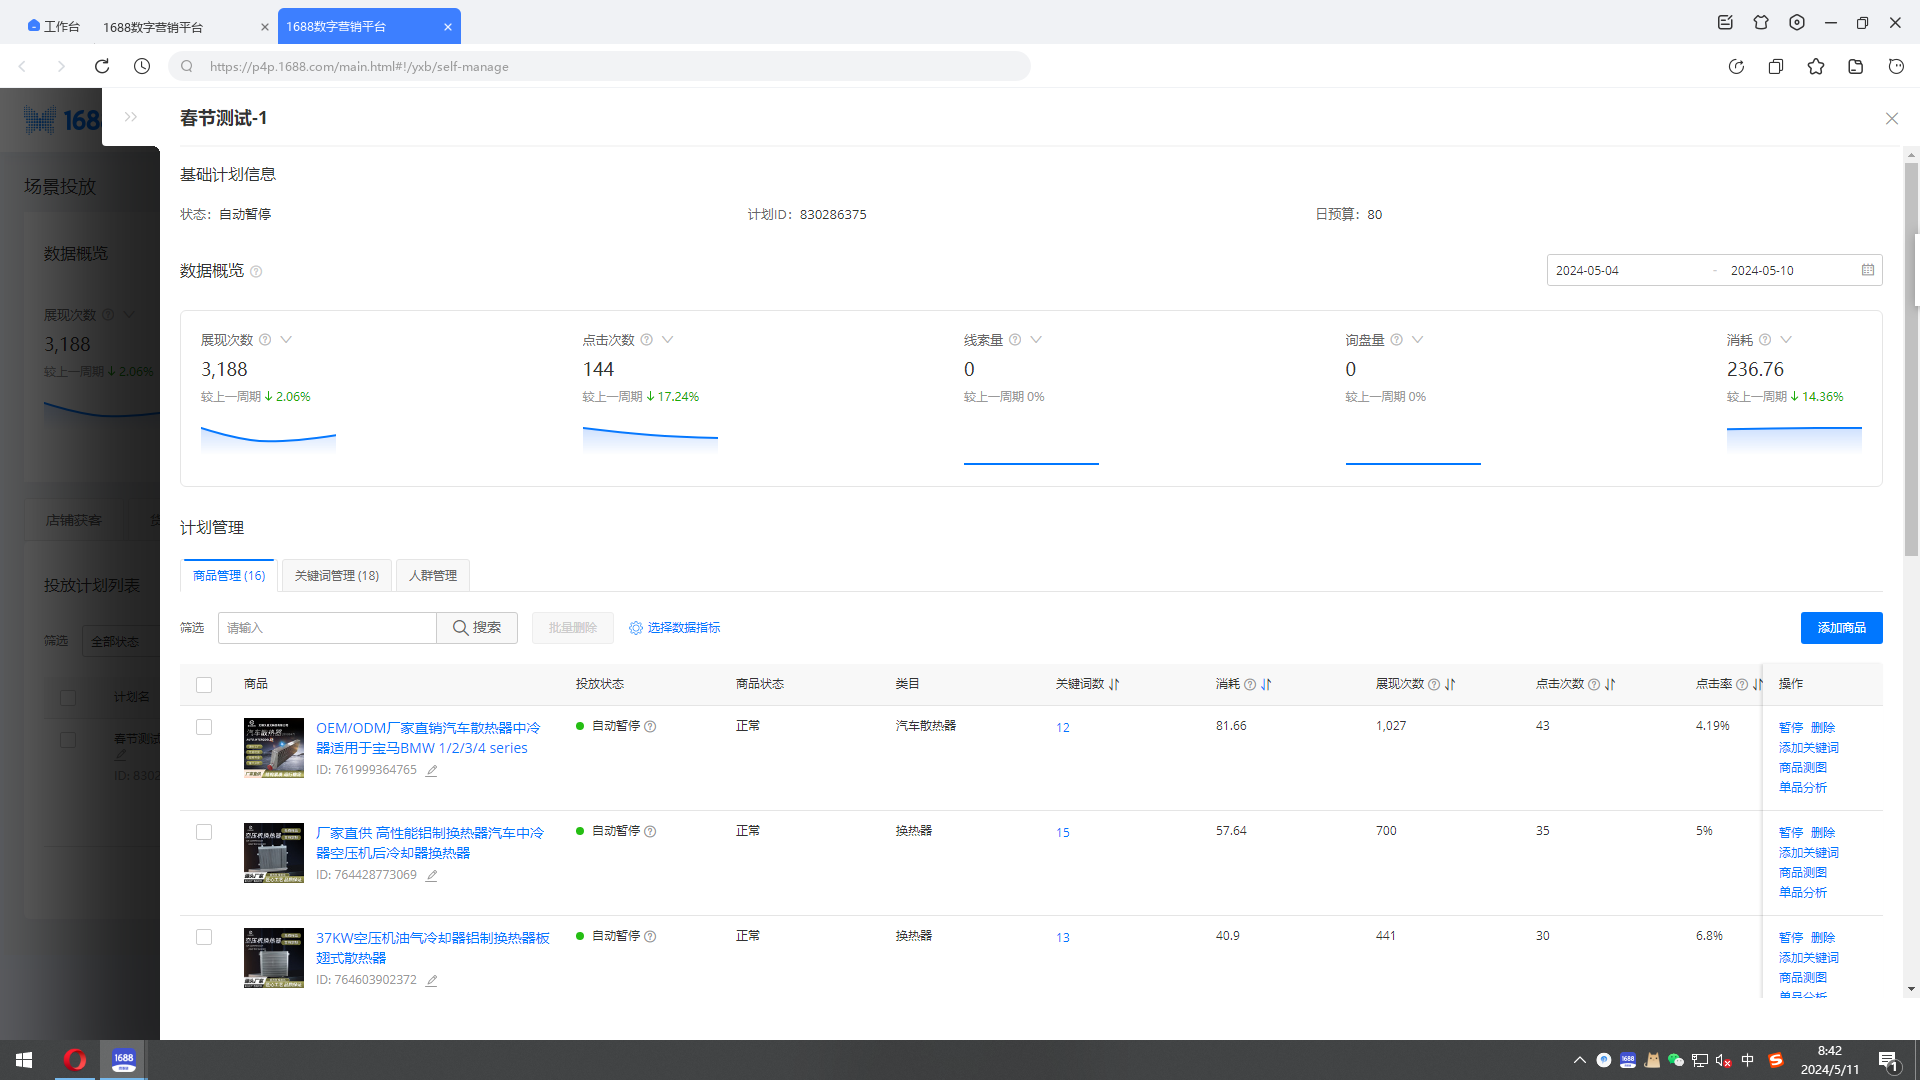 工作台
1688数字营销平台
1688数字营销平台
https://p4p.1688.com/main.html#!/yxb/self-manage
168
春节测试-1
场景投放
基础计划信息
状态：自动暂停
计划ID：830286375
日预算：80
数据概览
数据概览
2024-05-04
-
2024-05-10
展现次数
3,188
较上一周期 2.06%
展现次数
3,188
较上一周期 2.06%
点击次数
144
较上一周期 17.24%
线索量
0
较上一周期 0%
询盘量
0
较上一周期 0%
消耗
236.76
较上一周期 14.36%
店铺获客
计划管理
商品管理 (16)
关键词管理 (18)
人群管理
投放计划列表
筛选
全部状态
计划名
春节测试
ID: 8302
筛选
请输入
搜索
批量删除
选择数据指标
添加商品
商品
投放状态
商品状态
类目
关键词数
消耗
展现次数
点击次数
点击率
操作
OEM/ODM厂家直销汽车散热器中冷
器适用于宝马BMW 1/2/3/4 series
ID: 761999364765
自动暂停
正常
汽车散热器
12
81.66
1,027
43
4.19%
暂停 删除
添加关键词
商品测图
单品分析
厂家直供 高性能铝制换热器汽车中冷
器空压机后冷却器换热器
ID: 764428773069
自动暂停
正常
换热器
15
57.64
700
35
5%
暂停 删除
添加关键词
商品测图
单品分析
37KW空压机油气冷却器铝制换热器板
翅式散热器
ID: 764603902372
自动暂停
正常
换热器
13
40.9
441
30
6.8%
暂停 删除
添加关键词
商品测图
单品分析
1688
中
8:42
2024/5/11
1